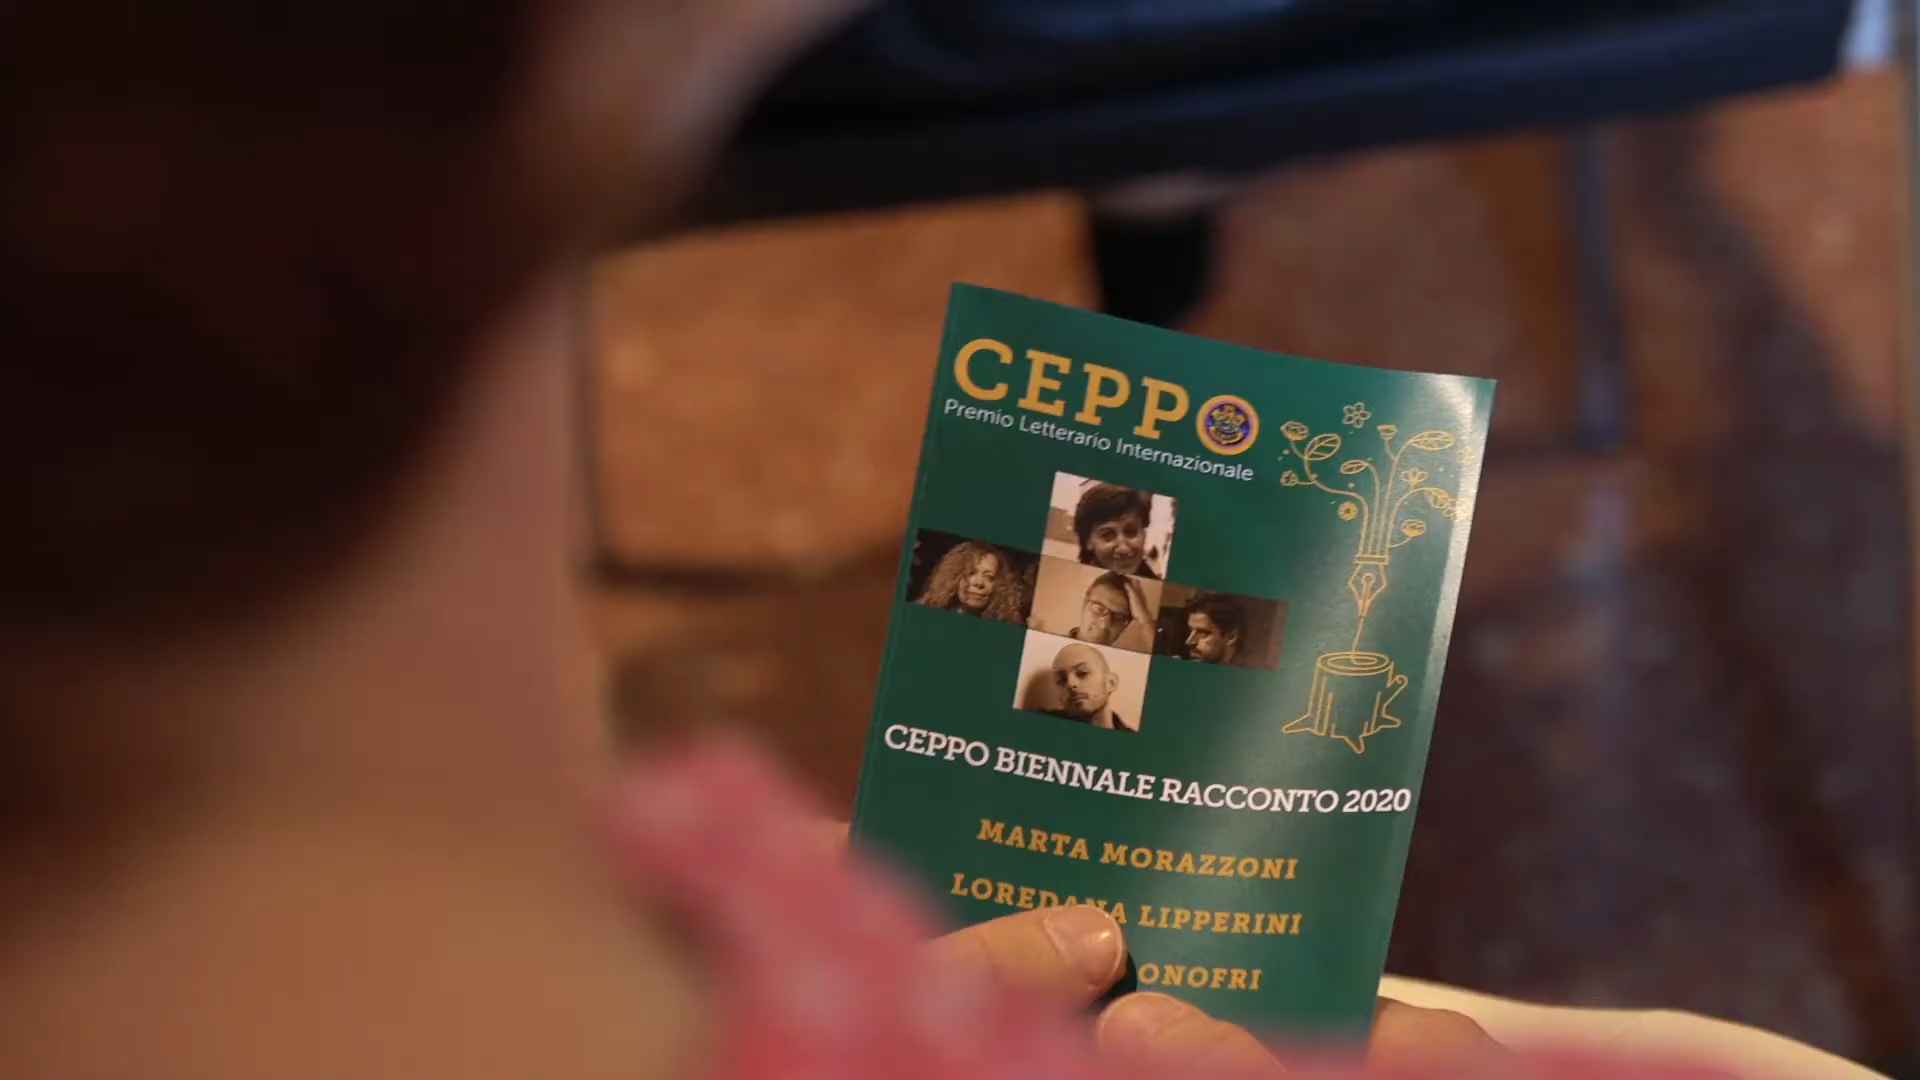 CEPPO
Premio Letterario Internazionale
CEPPO BIENNALE RACCONTO 2020
MARTA MORAZZONI
LOREDANA LIPPERINI
ONOFRI